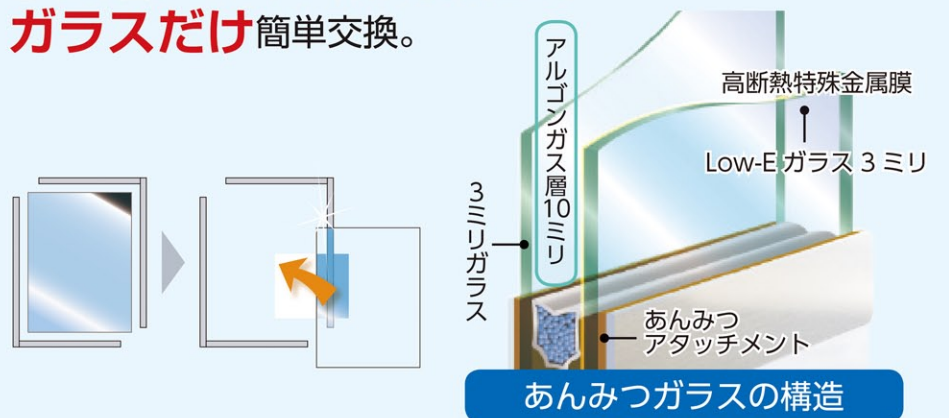 ガラスだけ簡単交換。
アルゴンガス層10ミリ
高断熱特殊金属膜
Low-E ガラス 3 ミリ
3ミリガラス
あんみつ
アタッチメント
あんみつガラスの構造